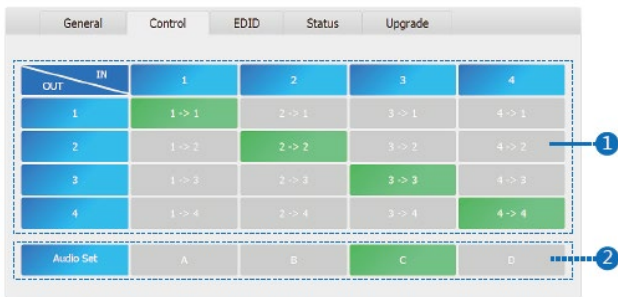 General Control EDID Status Upgrade
IN
OUT 1 2 3 4
1 1 -> 1 2 -> 1 3 -> 1 4 -> 1
2 1 -> 2 2 -> 2 3 -> 2 4 -> 2
1
3 1 -> 3 2 -> 3 3 -> 3 4 -> 3
4 1 -> 4 2 -> 4 3 -> 4 4 -> 4
Audio Set A B C D
2